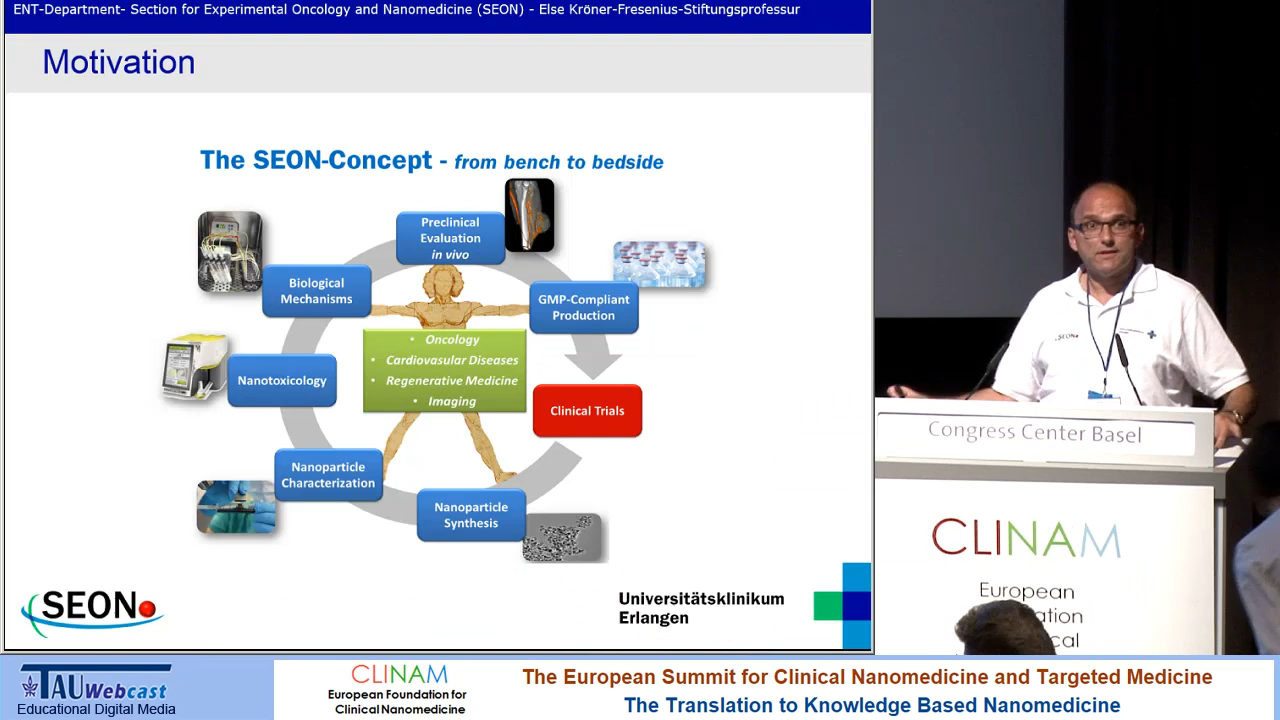 ENT-Department- Section for Experimental Oncology and Nanomedicine (SEON) - Else Kröner-Fresenius-Stiftungsprofessur
Motivation
The SEON-Concept - from bench to bedside
Preclinical
Evaluation
in vivo
Biological
Mechanisms
GMP-Compliant
Production
• Oncology
• Cardiovasular Diseases
• Regenerative Medicine
• Imaging
Nanotoxicology
Clinical Trials
Nanoparticle
Characterization
Nanoparticle
Synthesis
SEON
Universitätsklinikum
Erlangen
SEON
Congress Center Basel
CLINAM
European
TAU Webcast
Educational Digital Media
CLINAM
European Foundation for
Clinical Nanomedicine
The European Summit for Clinical Nanomedicine and Targeted Medicine
The Translation to Knowledge Based Nanomedicine